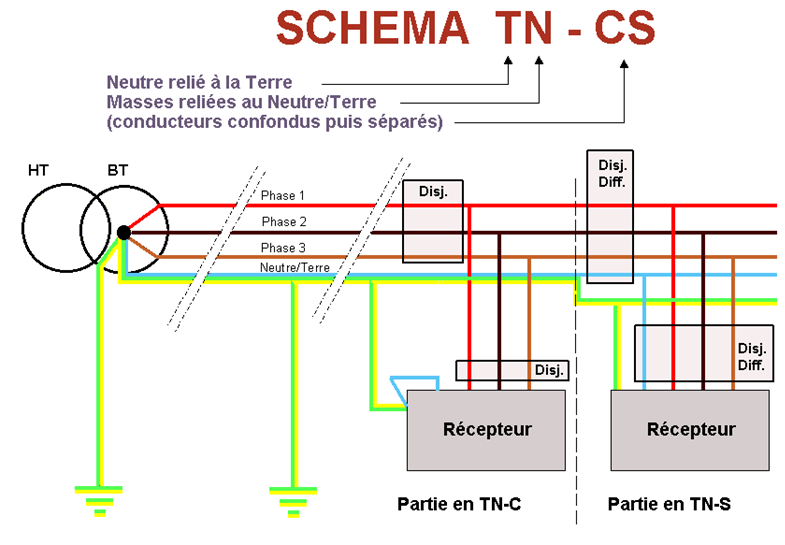 SCHEMA TN - CS
Neutre relié à la Terre
Masses reliées au Neutre/Terre
(conducteurs confondus puis séparés)
HT
BT
Disj.
Disj.
Diff.
Phase 1
Phase 2
Phase 3
Neutre/Terre
Disj.
Disj.
Diff.
Récepteur
Récepteur
Partie en TN-C
Partie en TN-S